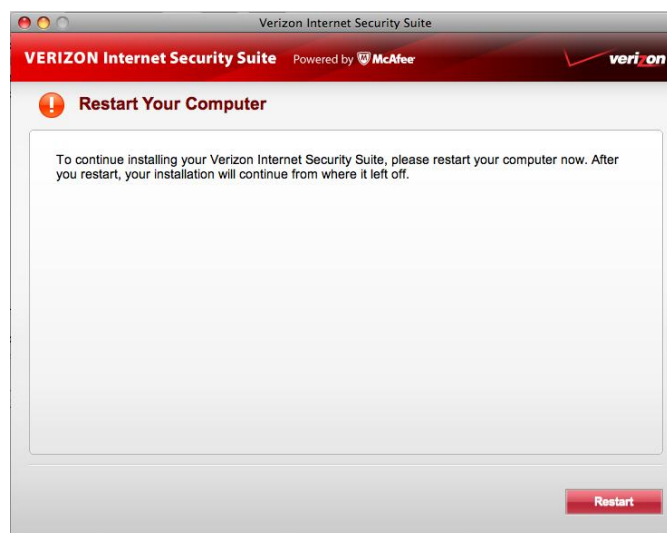 Verizon Internet Security Suite
VERIZON Internet Security Suite Powered by McAfee verizon
Restart Your Computer
To continue installing your Verizon Internet Security Suite, please restart your computer now. After
you restart, your installation will continue from where it left off.
Restart